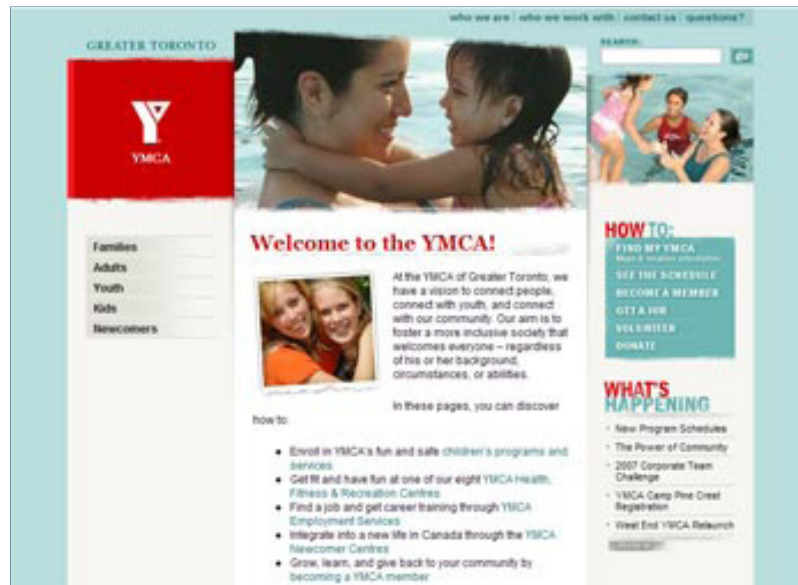 who we are | who we work with | contact us | questions?
GREATER TORONTO
SEARCH:
YMCA
Families
Adults
Youth
Kids
Newcomers
Welcome to the YMCA!
At the YMCA of Greater Toronto, we
have a vision to connect people,
connect with youth, and connect
with our community. Our aim is to
foster a more inclusive society that
welcomes everyone – regardless
of his or her background,
circumstances, or abilities.
In these pages, you can discover
how to:
Enroll in YMCA's fun and safe children's programs and
services
Get fit and have fun at one of our eight YMCA Health,
Fitness & Recreation Centres
Find a job and get career training through YMCA
Employment Services
Integrate into a new life in Canada through the YMCA
Newcomer Centres
Grow, learn, and give back to your community by
becoming a YMCA member
HOW TO:
FIND MY YMCA
Maps & location information
SEE THE SCHEDULE
BECOME A MEMBER
GET A JOB
VOLUNTEER
DONATE
WHAT'S
HAPPENING
New Program Schedules
The Power of Community
2007 Corporate Team
Challenge
YMCA Camp Pine Crest
Registration
West End YMCA Relaunch